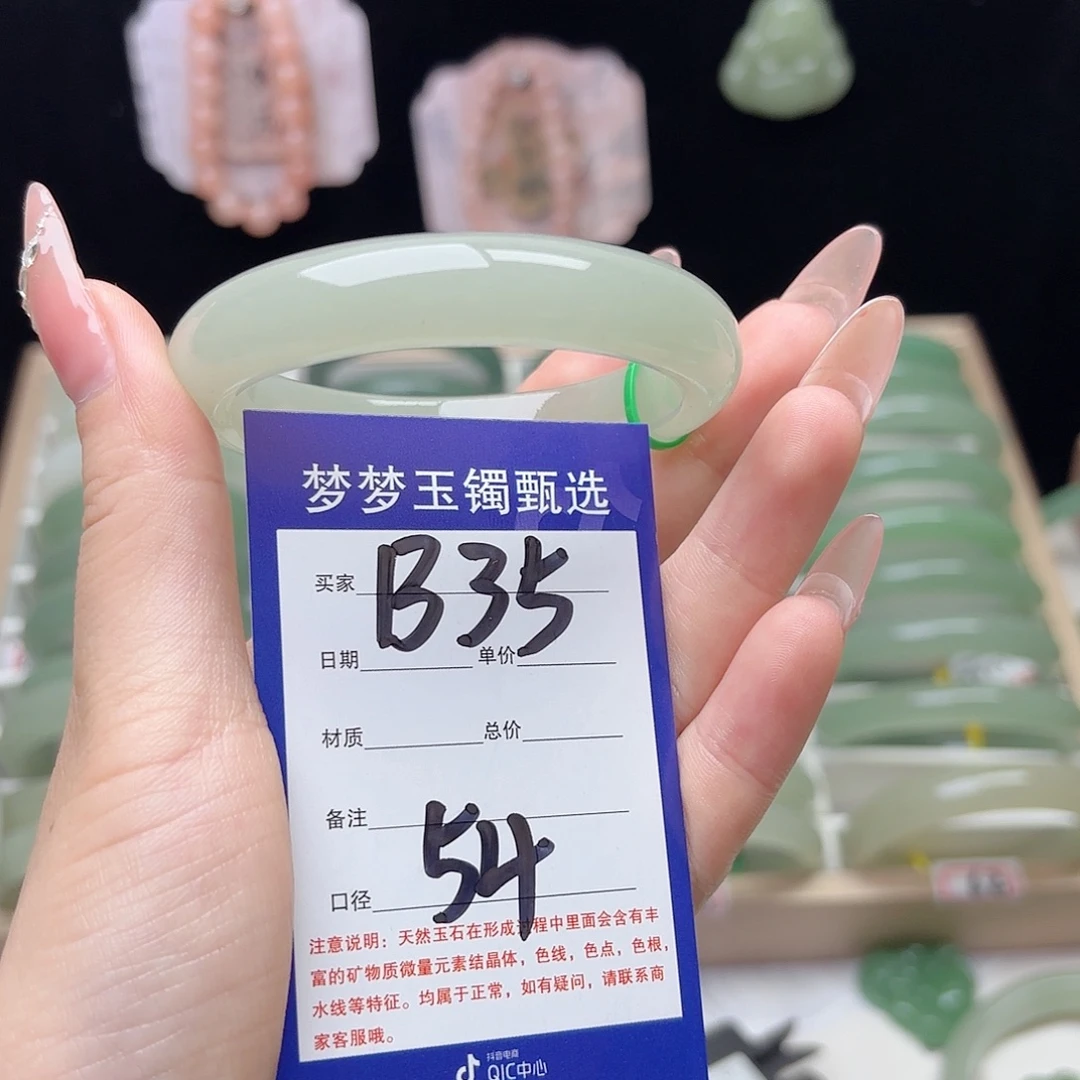 梦梦玉镯甄选
买家 B35
日期 单价
材质 总价
备注
54
口径
注意说明：天然玉石在形成过程中里面会含有丰
富的矿物质微量元素结晶体，色线，色点，色根，
水线等特征。均属于正常，如有疑问，请联系商
家客服哦。
抖音电商
QIC中心